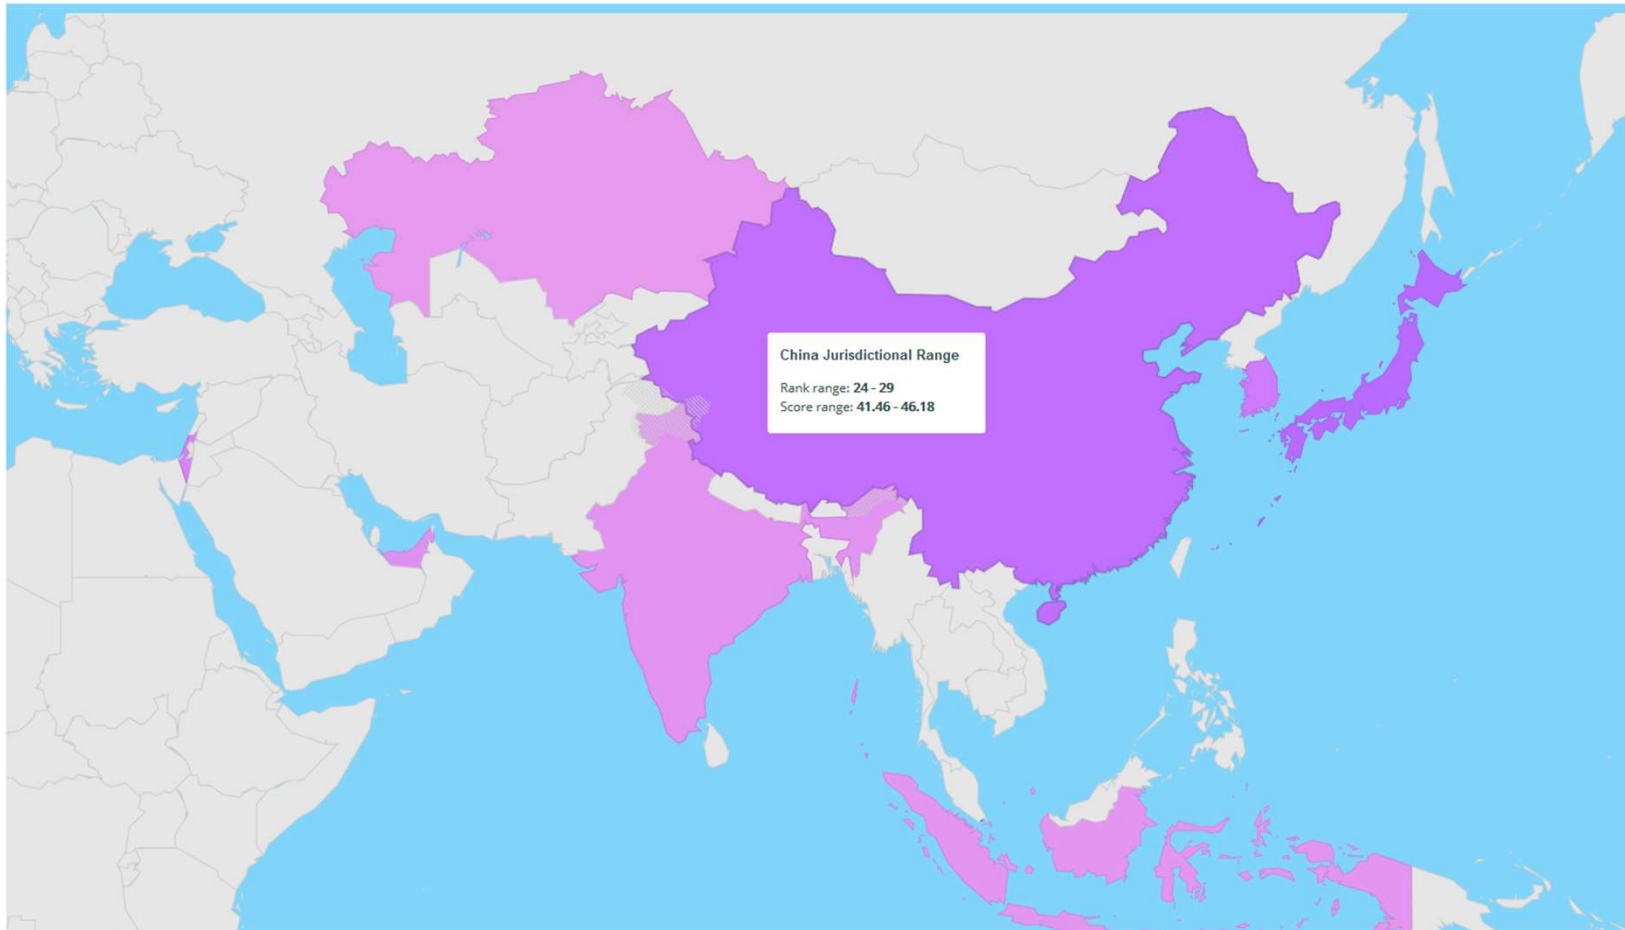 China Jurisdictional Range
Rank range: 24 - 29
Score range: 41.46 - 46.18